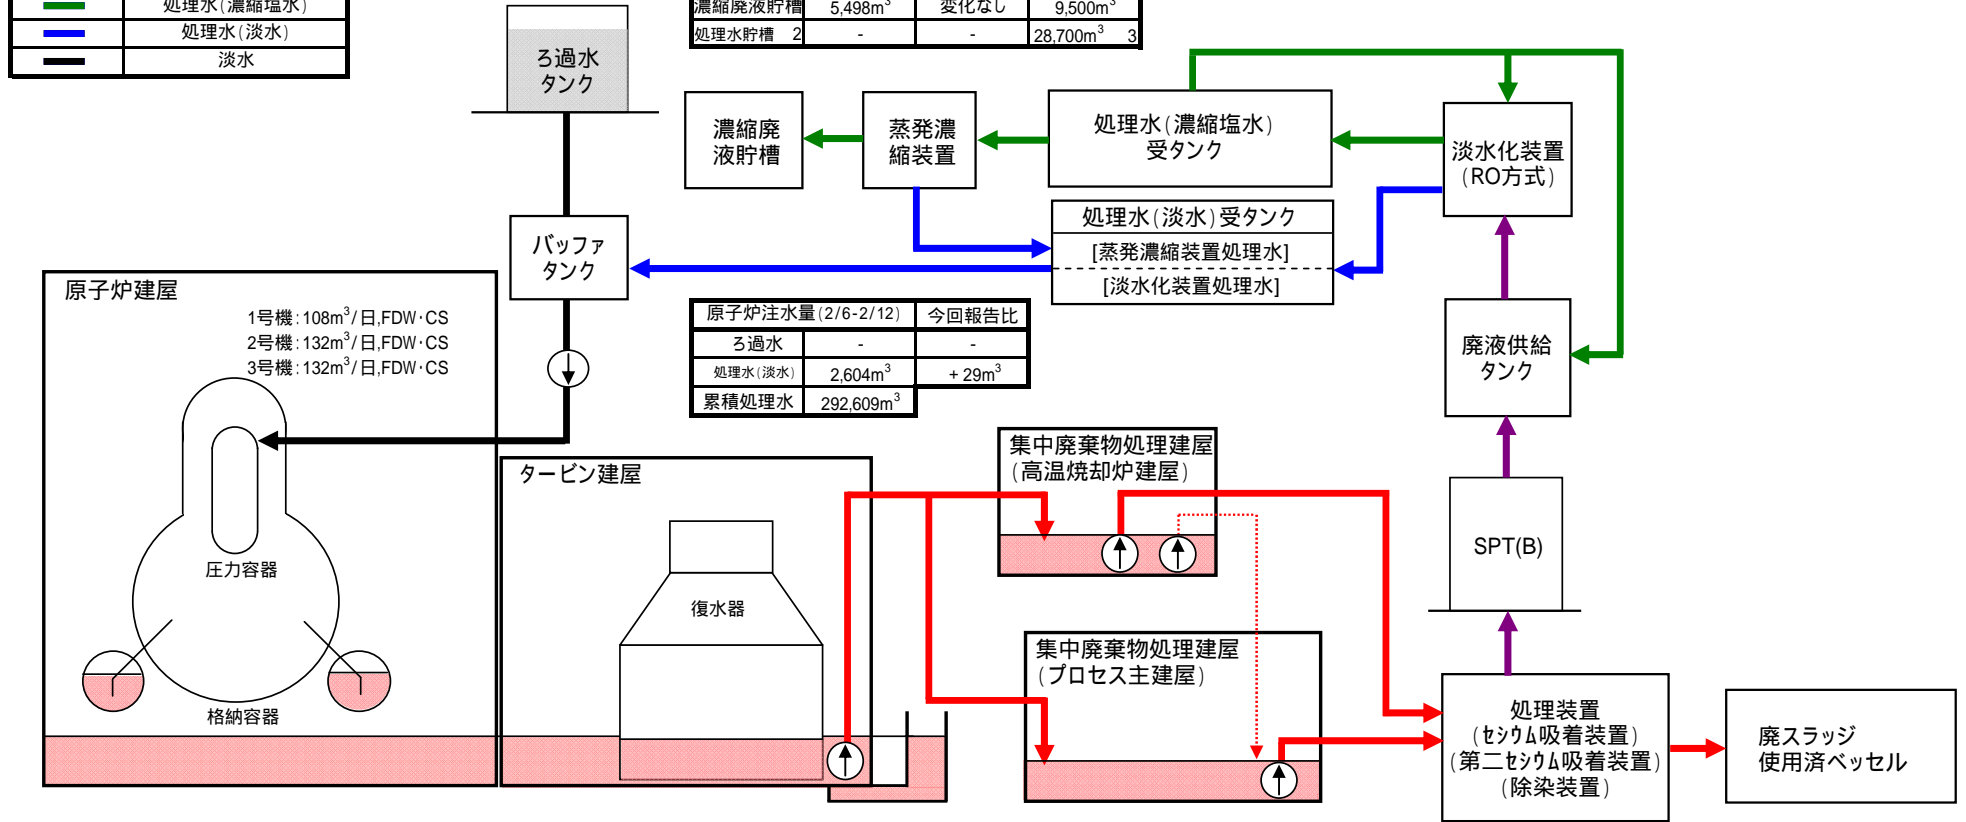 処理水(濃縮塩水)
処理水(淡水)
淡水
濃縮廃液貯槽 5,498m³ 変化なし 9,500m³
処理水貯槽 2 - - 28,700m³ 3
ろ過水
タンク
濃縮廃
液貯槽
蒸発濃
縮装置
処理水(濃縮塩水)
受タンク
淡水化装置
(RO方式)
処理水(淡水)受タンク
[蒸発濃縮装置処理水]
[淡水化装置処理水]
バッファ
タンク
原子炉建屋
1号機:108m³/日,FDW・CS
2号機:132m³/日,FDW・CS
3号機:132m³/日,FDW・CS
原子炉注水量(2/6-2/12) 今回報告比
ろ過水 - -
処理水(淡水) 2,604m³ +29m³
累積処理水 292,609m³
廃液供給
タンク
圧力容器
格納容器
タービン建屋
復水器
集中廃棄物処理建屋
(高温焼却炉建屋)
SPT(B)
集中廃棄物処理建屋
(プロセス主建屋)
処理装置
(セシウム吸着装置)
(第二セシウム吸着装置)
(除染装置)
廃スラッジ
使用済ベッセル